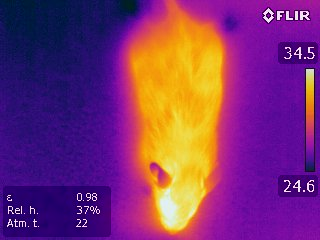 FLIR
34.5
24.6
ε 0.98
Rel. h. 37%
Atm. t. 22